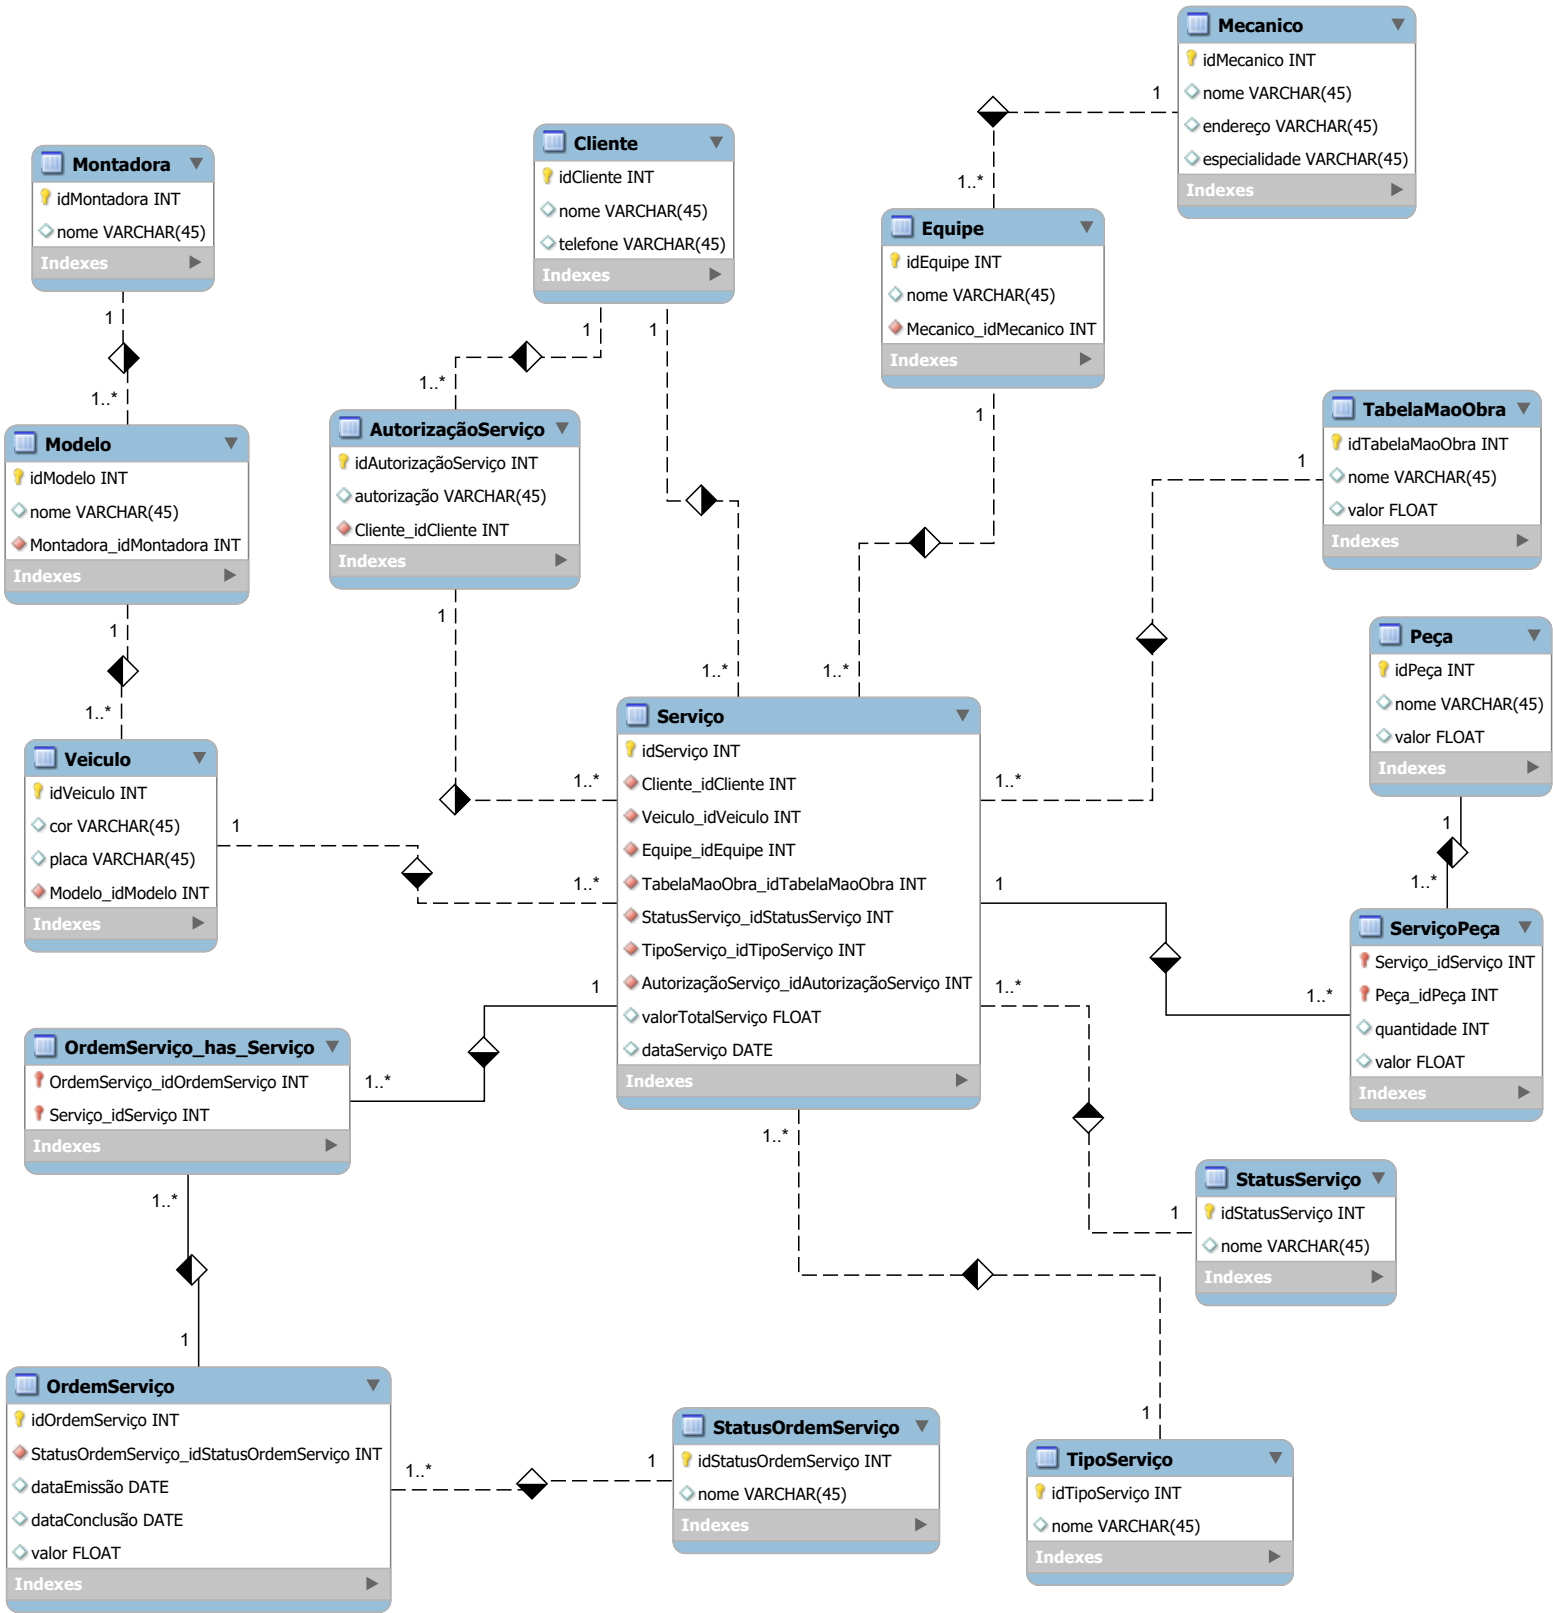 Mecanico
idMecanico INT
nome VARCHAR(45)
endereço VARCHAR(45)
especialidade VARCHAR(45)
Indexes
1
1..*
Cliente
idCliente INT
nome VARCHAR(45)
telefone VARCHAR(45)
Indexes
1
1
Montadora
idMontadora INT
nome VARCHAR(45)
Indexes
1
1..*
Equipe
idEquipe INT
nome VARCHAR(45)
Mecanico_idMecanico INT
Indexes
1
1..*
Modelo
idModelo INT
nome VARCHAR(45)
Montadora_idMontadora INT
Indexes
1
1..*
AutorizaçãoServiço
idAutorizaçãoServiço INT
autorização VARCHAR(45)
Cliente_idCliente INT
Indexes
1
TabelaMaoObra
idTabelaMaoObra INT
nome VARCHAR(45)
valor FLOAT
Indexes
1
Peça
idPeça INT
nome VARCHAR(45)
valor FLOAT
Indexes
1
1..*
Veiculo
idVeiculo INT
cor VARCHAR(45)
placa VARCHAR(45)
Modelo_idModelo INT
Indexes
1
1..*
1..*
1..*
1..*
1..*
Serviço
idServiço INT
Cliente_idCliente INT
Veiculo_idVeiculo INT
Equipe_idEquipe INT
TabelaMaoObra_idTabelaMaoObra INT
StatusServiço_idStatusServiço INT
TipoServiço_idTipoServiço INT
AutorizaçãoServiço_idAutorizaçãoServiço INT
valorTotalServiço FLOAT
dataServiço DATE
Indexes
1
1
1..*
1..*
1..*
ServiçoPeça
Serviço_idServiço INT
Peça_idPeça INT
quantidade INT
valor FLOAT
Indexes
OrdemServiço_has_Serviço
OrdemServiço_idOrdemServiço INT
Serviço_idServiço INT
Indexes
1..*
1..*
1
StatusServiço
idStatusServiço INT
nome VARCHAR(45)
Indexes
1
OrdemServiço
idOrdemServiço INT
StatusOrdemServiço_idStatusOrdemServiço INT
dataEmissão DATE
dataConclusão DATE
valor FLOAT
Indexes
1..*
1
StatusOrdemServiço
idStatusOrdemServiço INT
nome VARCHAR(45)
Indexes
1
TipoServiço
idTipoServiço INT
nome VARCHAR(45)
Indexes